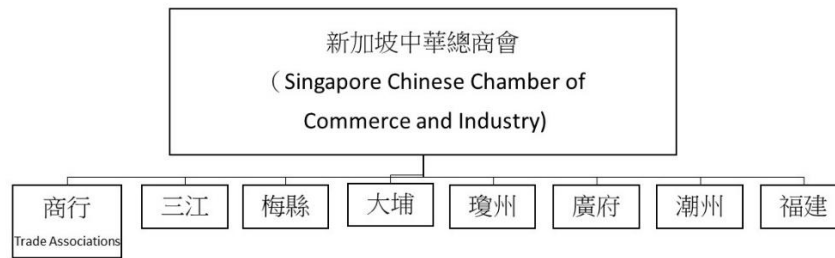 新加坡中華總商會
（Singapore Chinese Chamber of
Commerce and Industry)
商行
Trade Associations
三江
梅縣
大埔
瓊州
廣府
潮州
福建